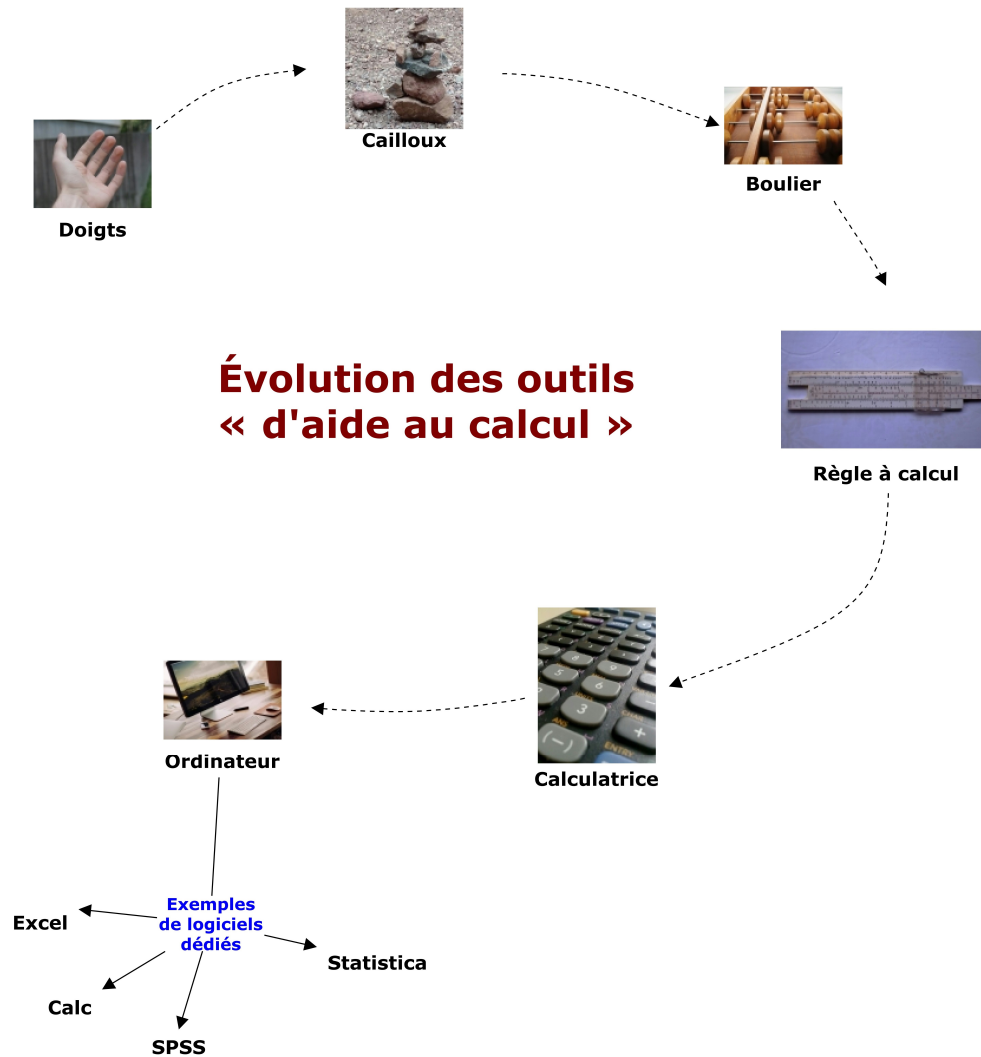 Cailloux
Boulier
Doigts
Évolution des outils
« d'aide au calcul »
Règle à calcul
Ordinateur
Calculatrice
Exemples
de logiciels
dédiés
Excel
Statistica
Calc
SPSS